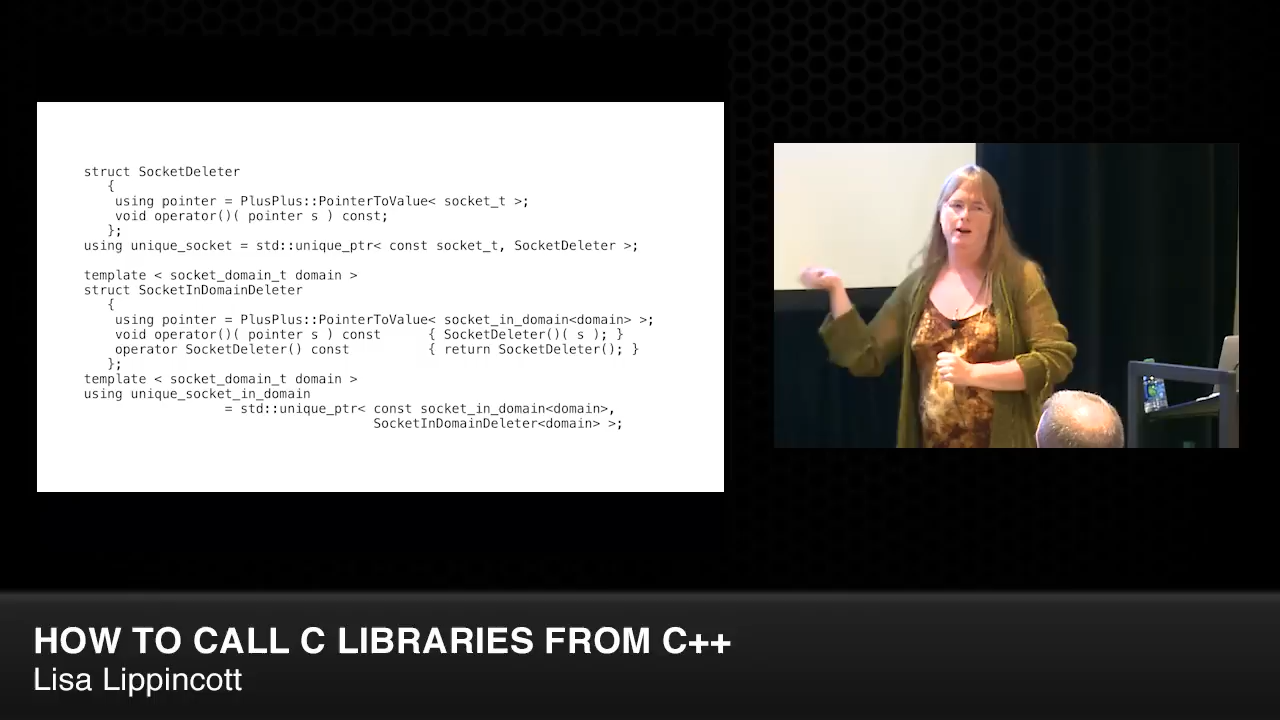 struct SocketDeleter
{
using pointer = PlusPlus::PointerToValue< socket_t >;
void operator()( pointer s ) const;
};
using unique_socket = std::unique_ptr< const socket_t, SocketDeleter >;
template < socket_domain_t domain >
struct SocketInDomainDeleter
{
using pointer = PlusPlus::PointerToValue< socket_in_domain<domain> >;
void operator()( pointer s ) const { SocketDeleter()( s ); }
operator SocketDeleter() const { return SocketDeleter(); }
};
template < socket_domain_t domain >
using unique_socket_in_domain
= std::unique_ptr< const socket_in_domain<domain>,
SocketInDomainDeleter<domain> >;
HOW TO CALL C LIBRARIES FROM C++
Lisa Lippincott